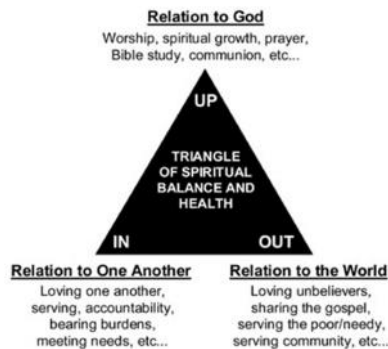 Relation to God
Worship, spiritual growth, prayer,
Bible study, communion, etc...
UP
TRIANGLE
OF SPIRITUAL
BALANCE AND
HEALTH
IN
OUT
Relation to One Another
Loving one another,
serving, accountability,
bearing burdens,
meeting needs, etc...
Relation to the World
Loving unbelievers,
sharing the gospel,
serving the poor/needy,
serving community, etc...